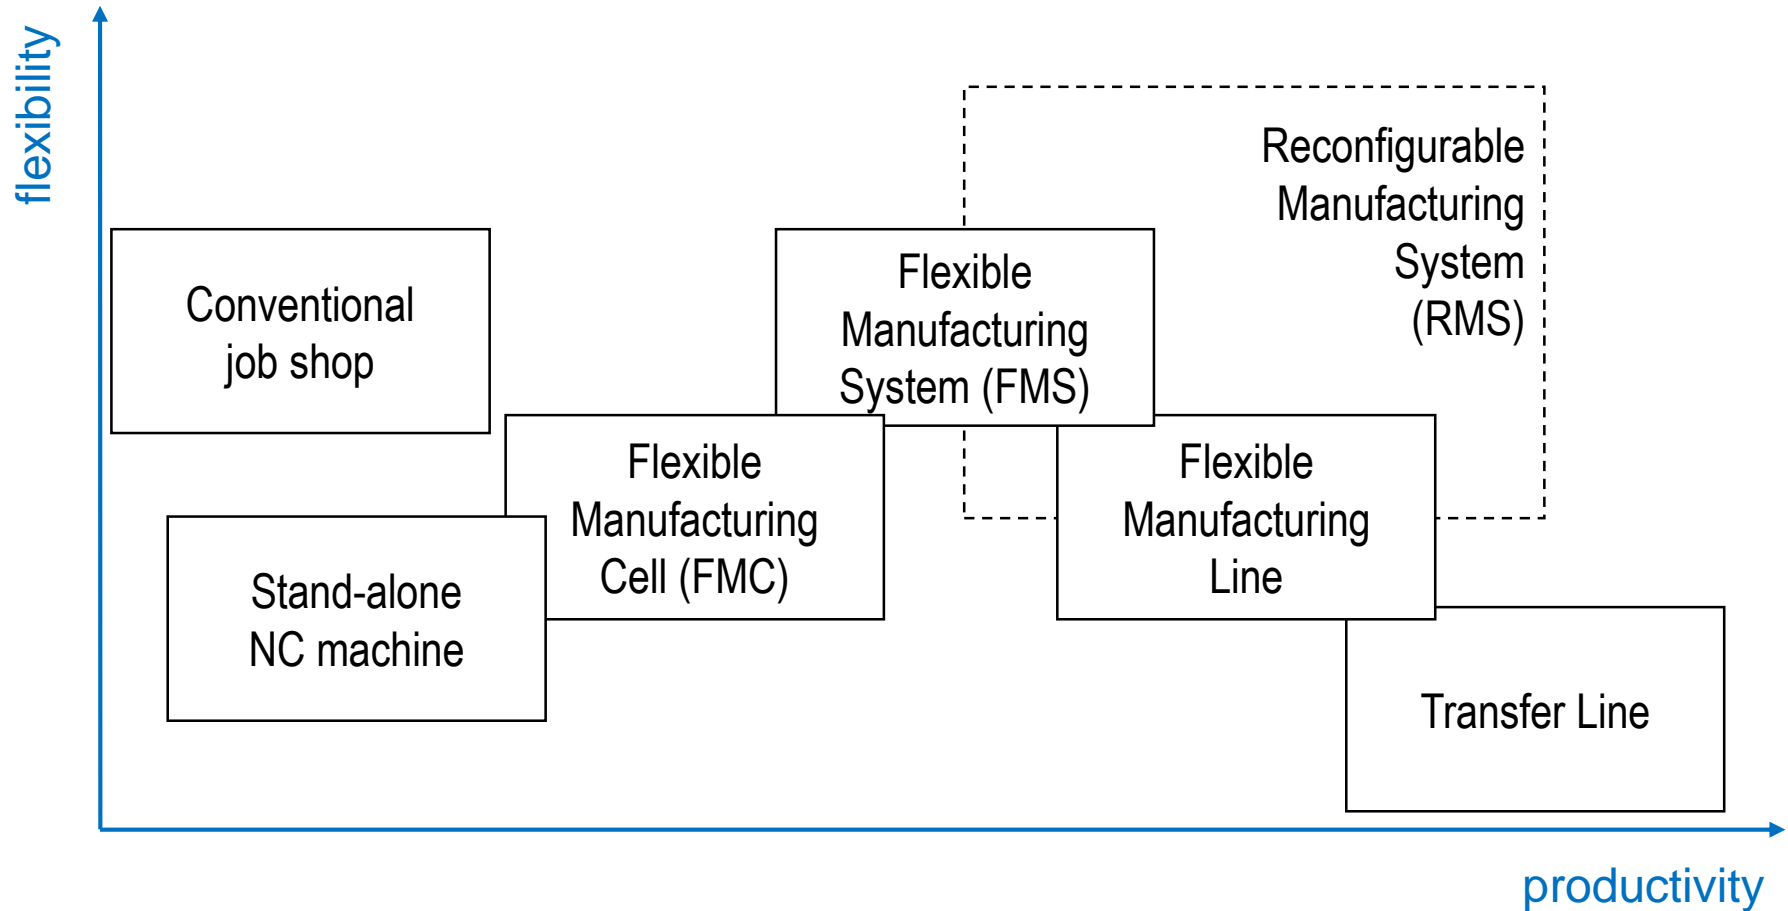 flexibility
Reconfigurable
Manufacturing
System
(RMS)
Conventional
job shop
Flexible
Manufacturing
System (FMS)
Flexible
Manufacturing
Cell (FMC)
Flexible
Manufacturing
Line
Stand-alone
NC machine
Transfer Line
productivity